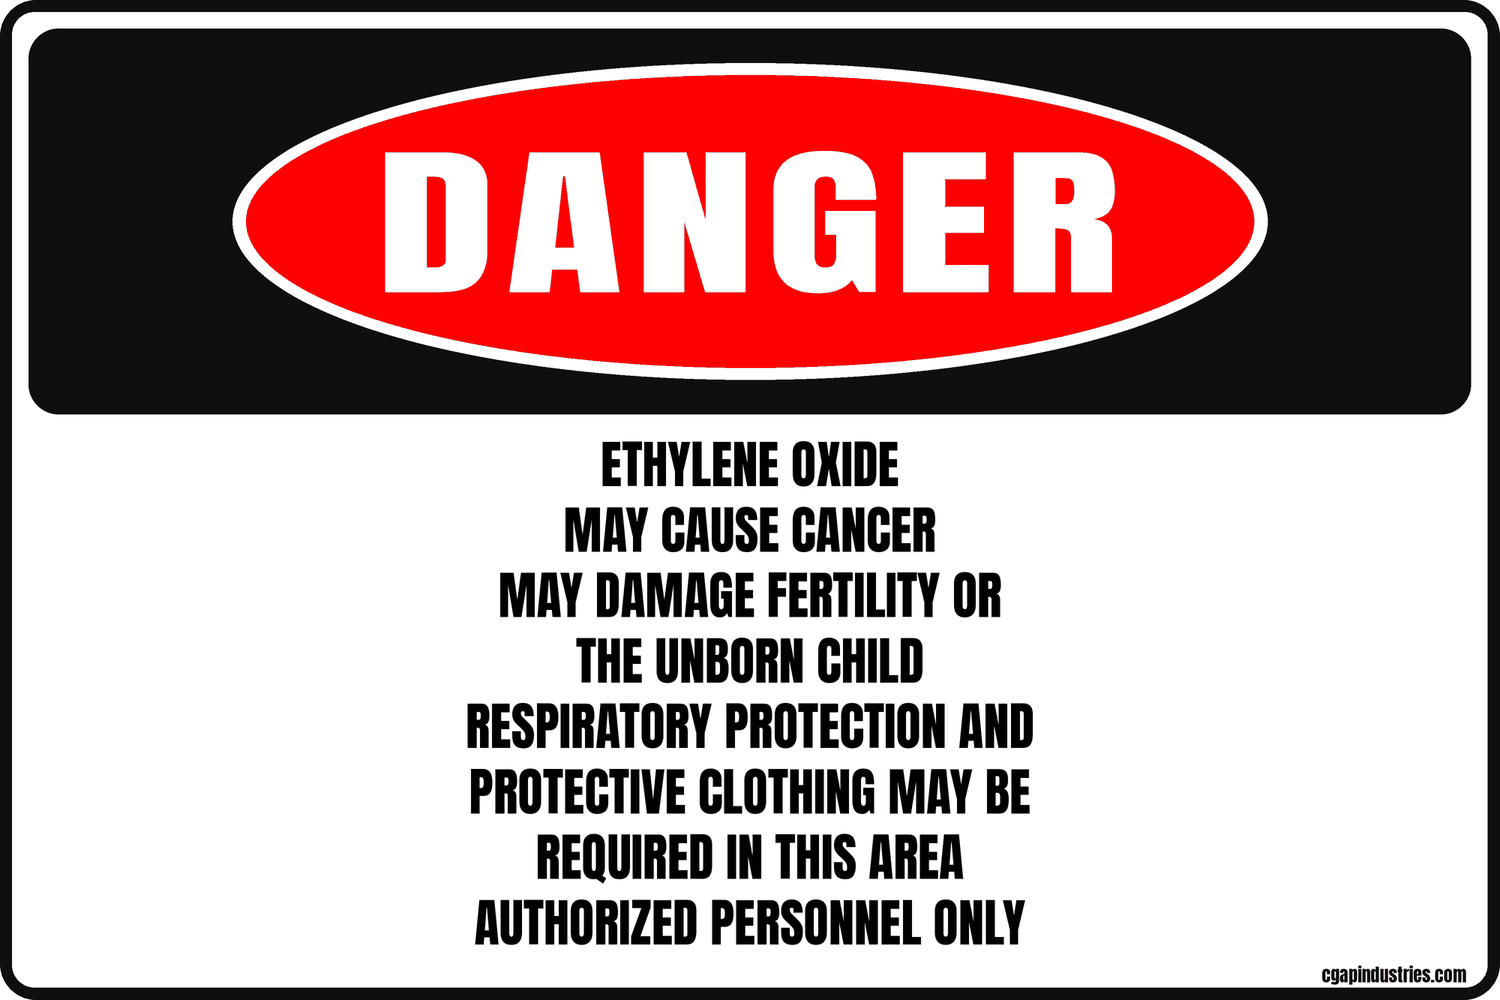 DANGER
ETHYLENE OXIDE
MAY CAUSE CANCER
MAY DAMAGE FERTILITY OR
THE UNBORN CHILD
RESPIRATORY PROTECTION AND
PROTECTIVE CLOTHING MAY BE
REQUIRED IN THIS AREA
AUTHORIZED PERSONNEL ONLY
cgapindustries.com